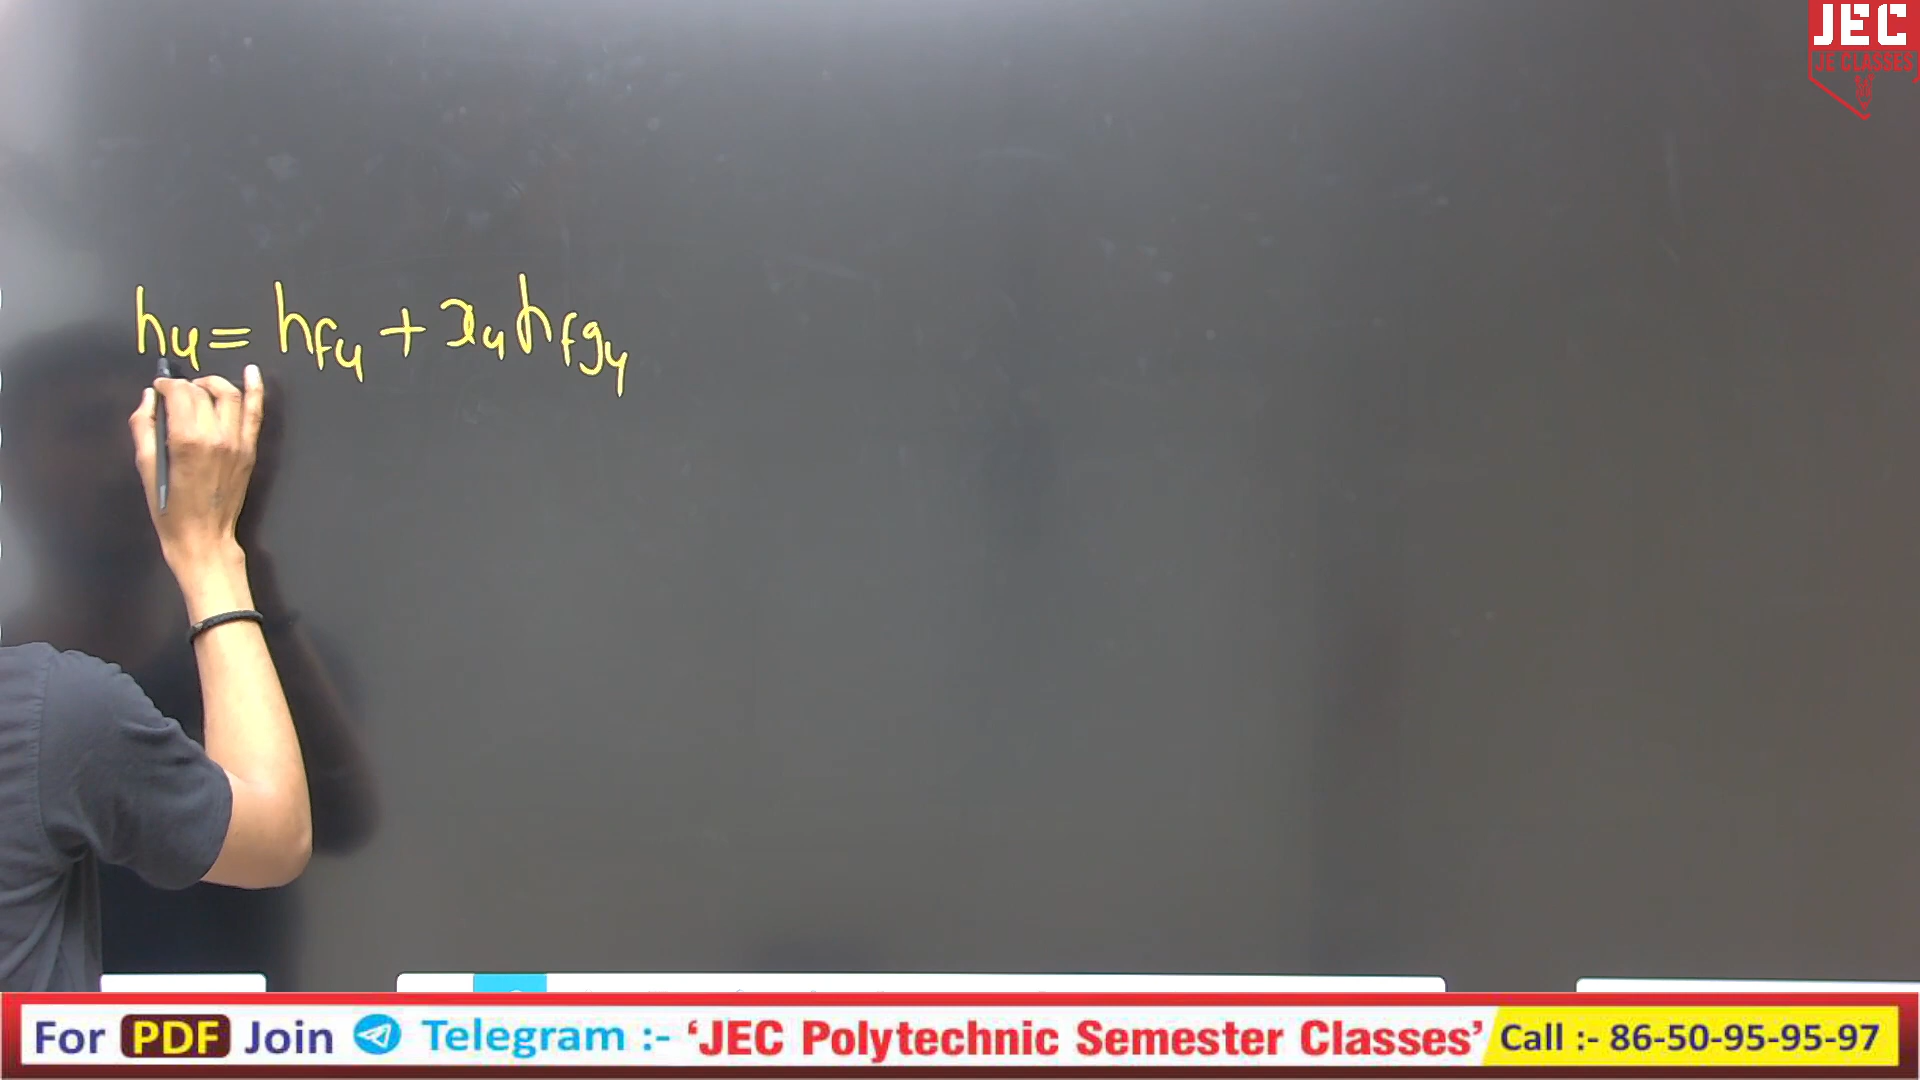 JEC
JE CLASSES
h4 = hf4 + x4 hfg4
For PDF Join Telegram :- ‘JEC Polytechnic Semester Classes’ Call :- 86-50-95-95-97